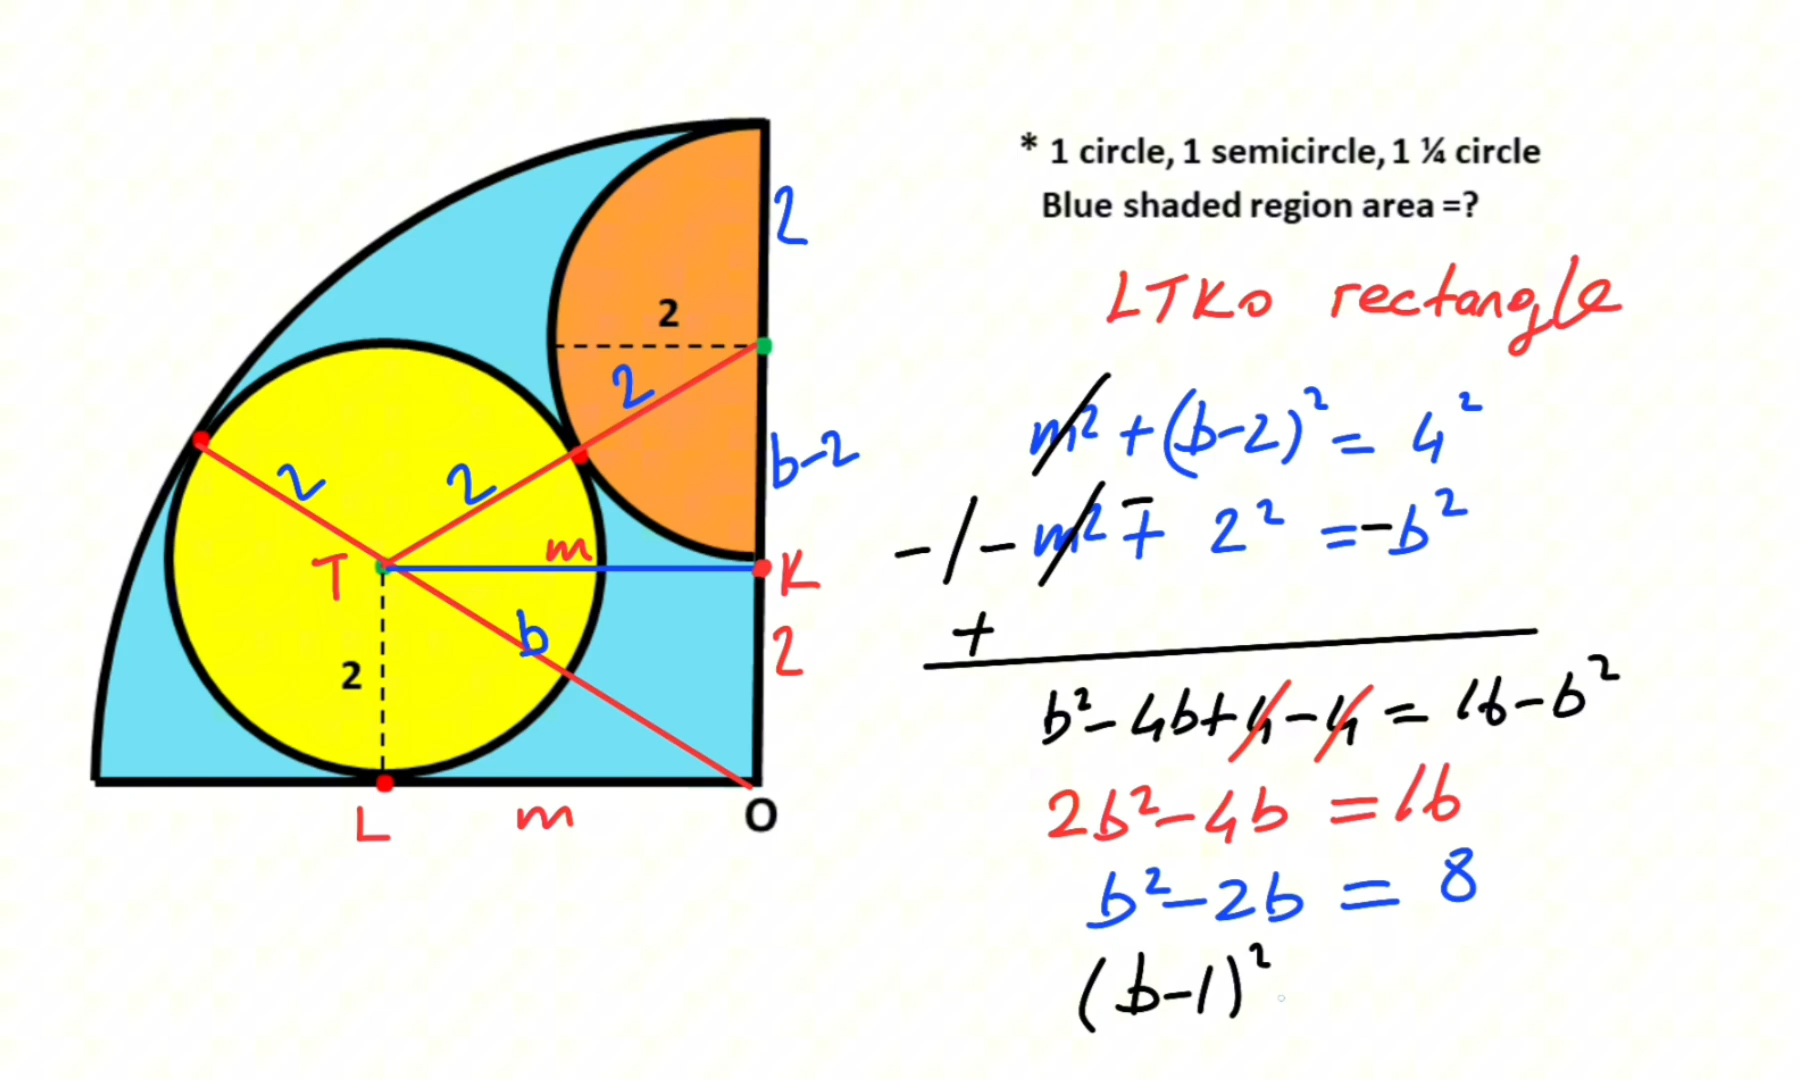 * 1 circle, 1 semicircle, 1 ¼ circle
Blue shaded region area =?
2
LTKO rectangle
2
2
m² + (b-2)² = 4²
b-2
2
2
-/- m² ∓ 2² = -b²
m
T
K
+
b
2
2
b² - 4b + 4 - 4 = 16 - b²
L
m
O
2b² - 4b = 16
b² - 2b = 8
(b-1)²